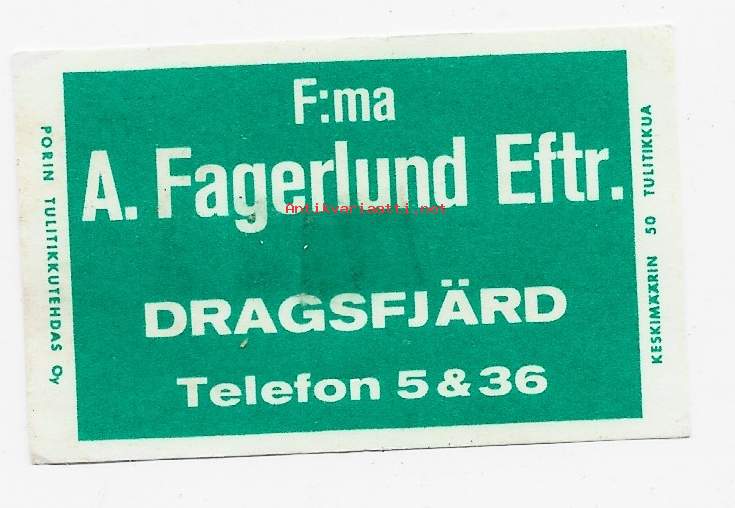 F:ma
A. Fagerlund Eftr.
DRAGSFJÄRD
Telefon 5 & 36
PORIN TULITIKKUTEHDAS Oy
KESKIMÄÄRIN 50 TULITIKKUA
Antikvariaatti.net